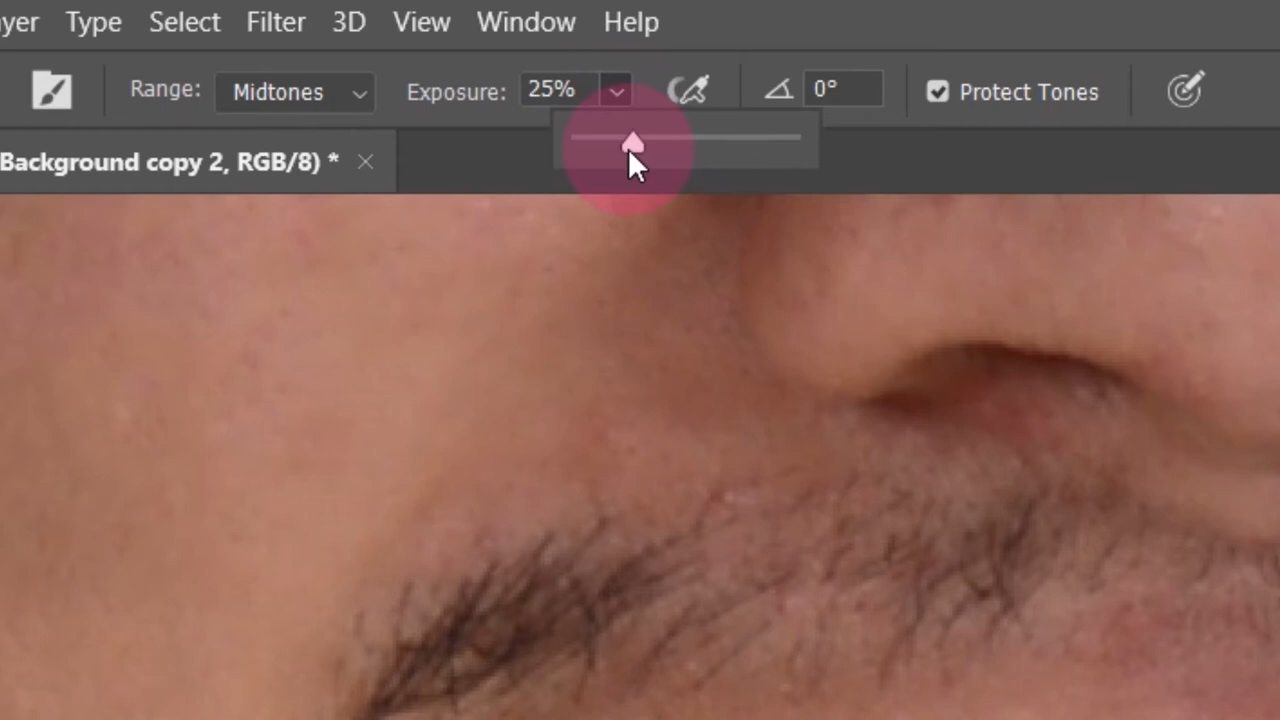 yer Type Select Filter 3D View Window Help
Range: Midtones Exposure: 25% 0° Protect Tones
Background copy 2, RGB/8) *